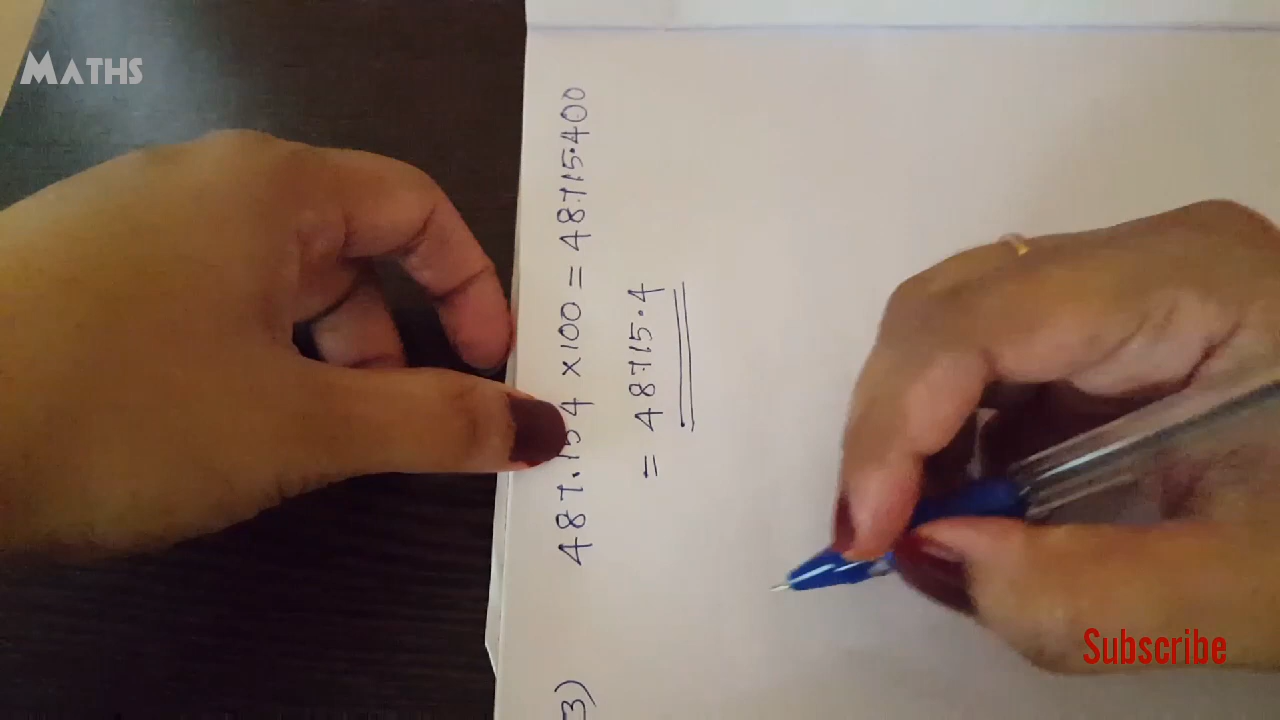 MATHS
3) 487.154 ×100 = 48715.400
= 48715.4
Subscribe